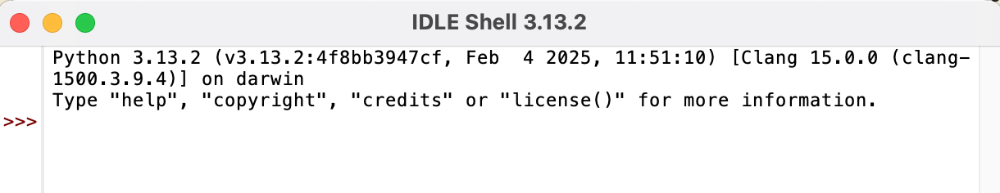 IDLE Shell 3.13.2
Python 3.13.2 (v3.13.2:4f8bb3947cf, Feb  4 2025, 11:51:10) [Clang 15.0.0 (clang-
1500.3.9.4)] on darwin
Type "help", "copyright", "credits" or "license()" for more information.
>>>